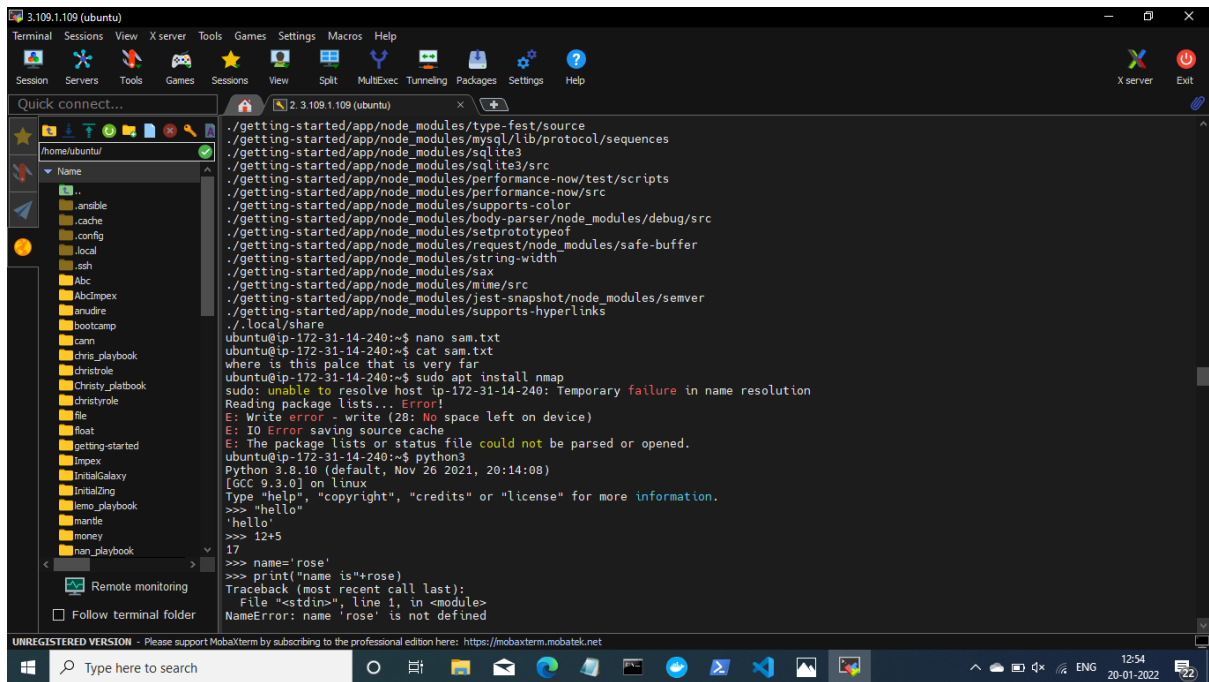 3.109.1.109 (ubuntu)
Terminal Sessions View X server Tools Games Settings Macros Help
Session Servers Tools Games Sessions View Split MultiExec Tunneling Packages Settings Help X server Exit
Quick connect...
2. 3.109.1.109 (ubuntu)
/home/ubuntu/
Name
..
.ansible
.cache
.config
.local
.ssh
Abc
AbcImpex
anudire
bootcamp
cann
chris_playbook
christrole
Christy_platbook
christyrole
file
float
getting-started
Impex
InitialGalaxy
InitialZing
lemo_playbook
mantle
money
nan_playbook
Remote monitoring
Follow terminal folder
./getting-started/app/node_modules/type-fest/source
./getting-started/app/node_modules/mysql/lib/protocol/sequences
./getting-started/app/node_modules/sqlite3
./getting-started/app/node_modules/sqlite3/src
./getting-started/app/node_modules/performance-now/test/scripts
./getting-started/app/node_modules/performance-now/src
./getting-started/app/node_modules/supports-color
./getting-started/app/node_modules/body-parser/node_modules/debug/src
./getting-started/app/node_modules/setprototypeof
./getting-started/app/node_modules/request/node_modules/safe-buffer
./getting-started/app/node_modules/string-width
./getting-started/app/node_modules/sax
./getting-started/app/node_modules/mime/src
./getting-started/app/node_modules/jest-snapshot/node_modules/semver
./getting-started/app/node_modules/supports-hyperlinks
./.local/share
ubuntu@ip-172-31-14-240:~$ nano sam.txt
ubuntu@ip-172-31-14-240:~$ cat sam.txt
where is this palce that is very far
ubuntu@ip-172-31-14-240:~$ sudo apt install nmap
sudo: unable to resolve host ip-172-31-14-240: Temporary failure in name resolution
Reading package lists... Error!
E: Write error - write (28: No space left on device)
E: IO Error saving source cache
E: The package lists or status file could not be parsed or opened.
ubuntu@ip-172-31-14-240:~$ python3
Python 3.8.10 (default, Nov 26 2021, 20:14:08)
[GCC 9.3.0] on linux
Type "help", "copyright", "credits" or "license" for more information.
>>> "hello"
'hello'
>>> 12+5
17
>>> name='rose'
>>> print("name is"+rose)
Traceback (most recent call last):
  File "<stdin>", line 1, in <module>
NameError: name 'rose' is not defined
UNREGISTERED VERSION - Please support MobaXterm by subscribing to the professional edition here: https://mobaxterm.mobatek.net
Type here to search
ENG
12:54
20-01-2022
22